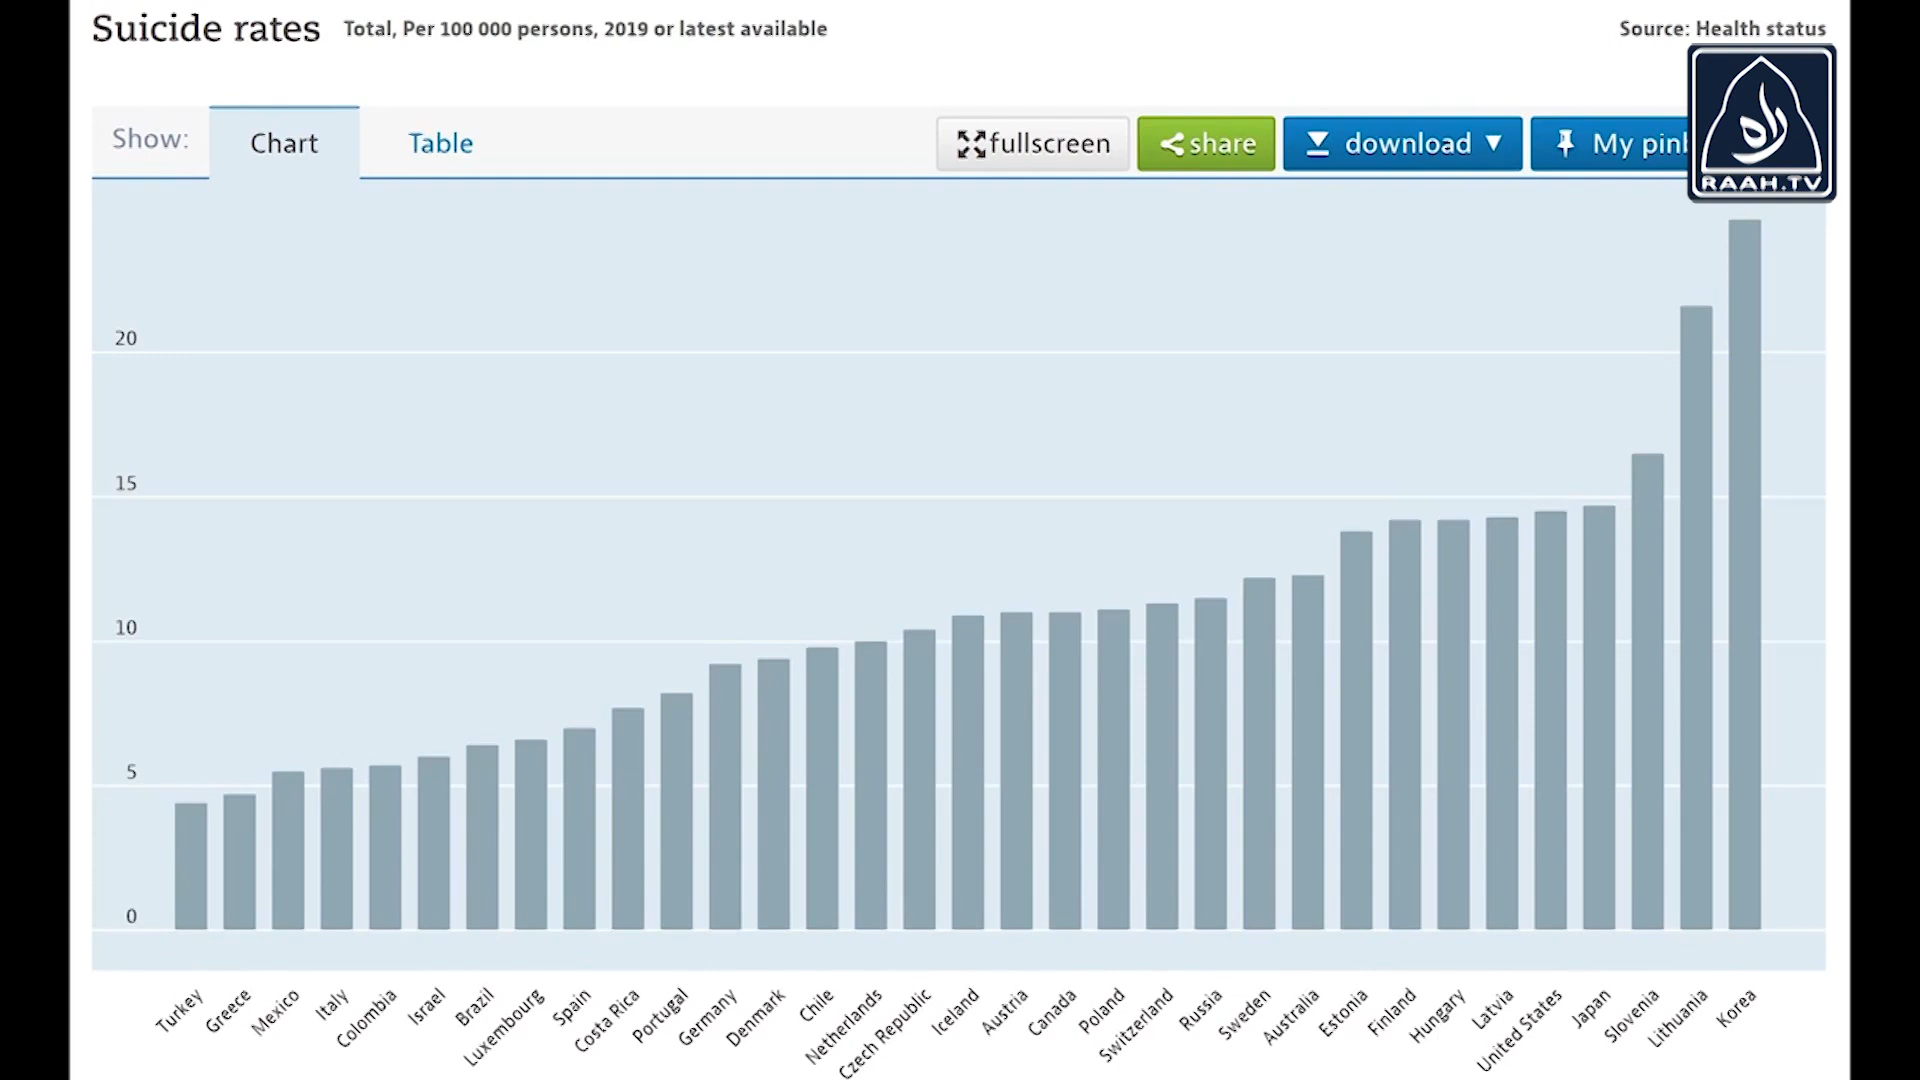 Suicide rates Total, Per 100 000 persons, 2019 or latest available Source: Health status
RAAH.TV
Show: Chart Table fullscreen share download My pinb
20
15
10
5
0
Turkey
Greece
Mexico
Italy
Colombia
Israel
Brazil
Luxembourg
Spain
Costa Rica
Portugal
Germany
Denmark
Chile
Netherlands
Czech Republic
Iceland
Austria
Canada
Poland
Switzerland
Russia
Sweden
Australia
Estonia
Finland
Hungary
Latvia
United States
Japan
Slovenia
Lithuania
Korea